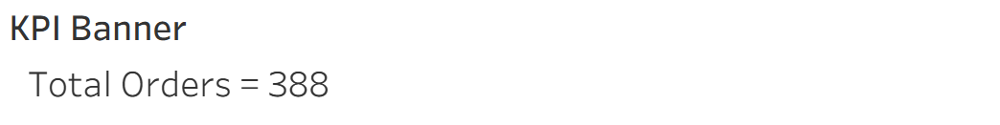 KPI Banner
Total Orders = 388